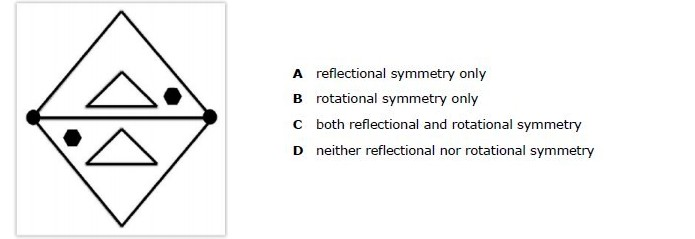 A reflectional symmetry only
B rotational symmetry only
C both reflectional and rotational symmetry
D neither reflectional nor rotational symmetry